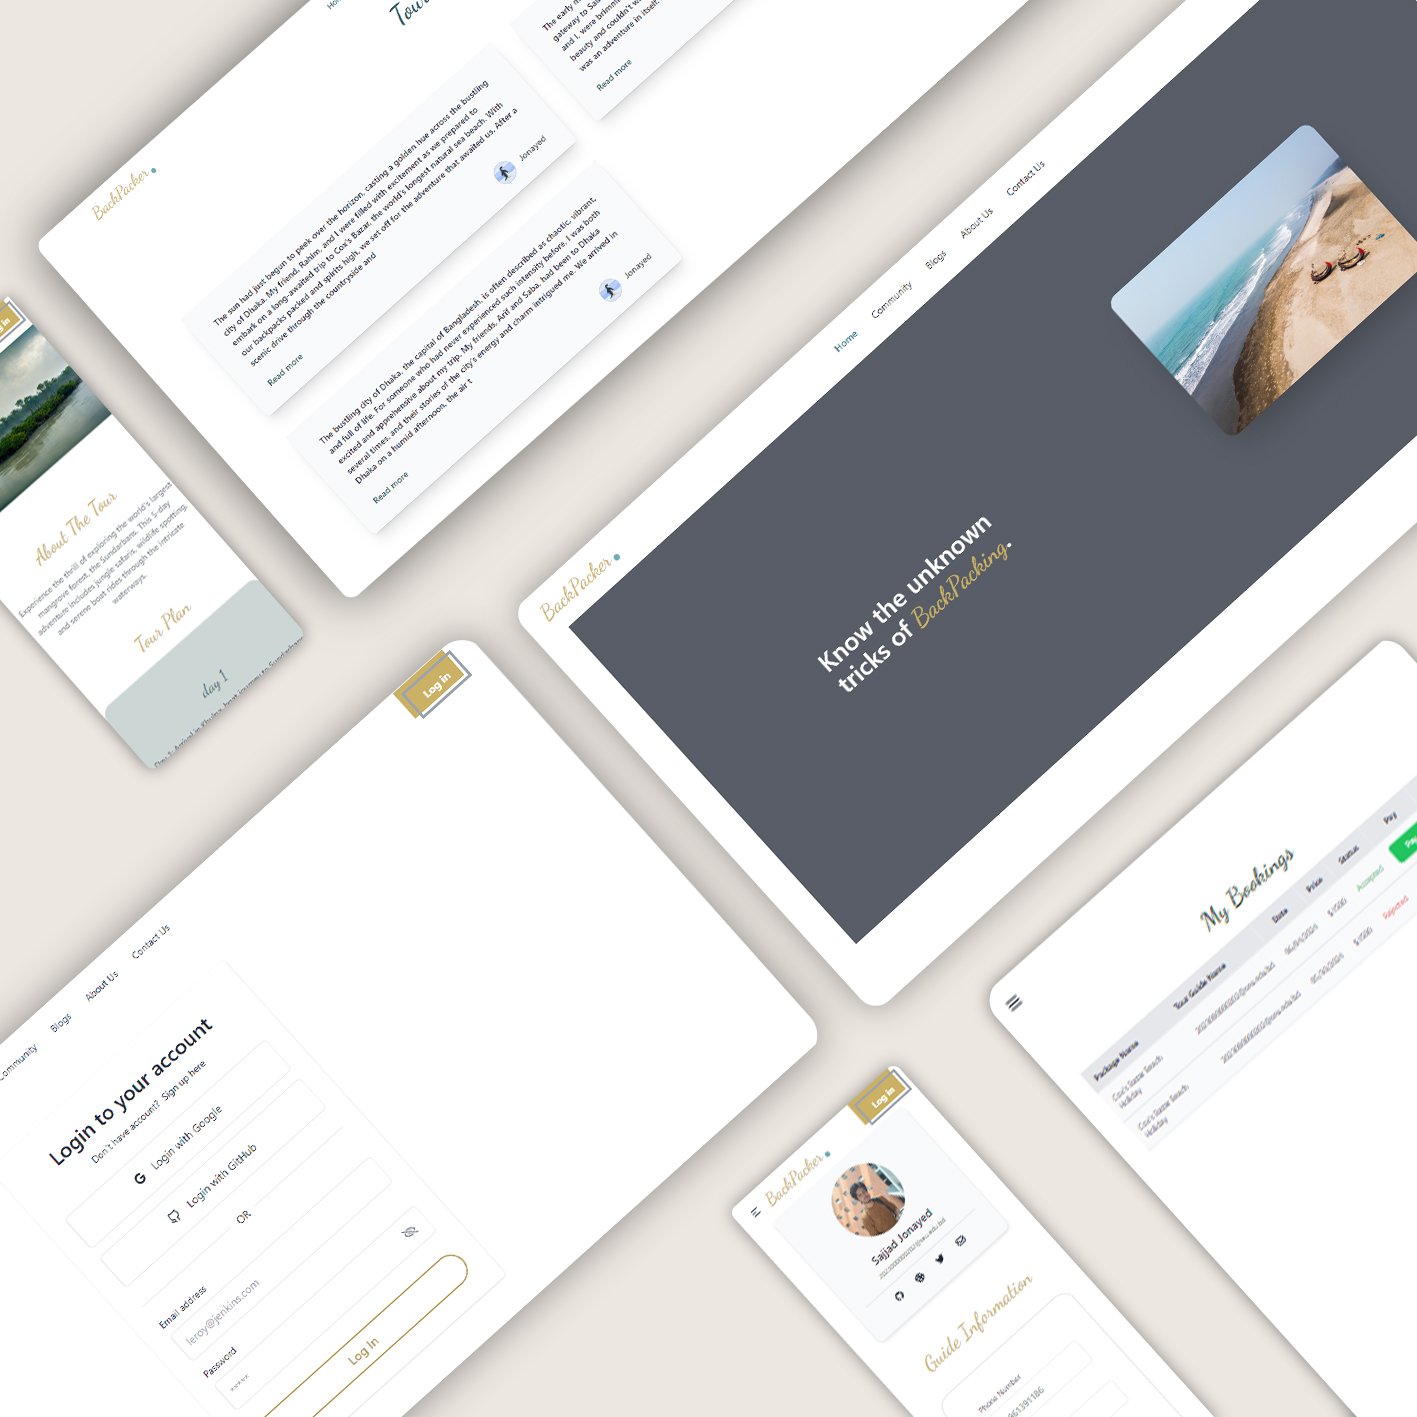 BackPacker
Tour
The sun had just begun to peek over the horizon, casting a golden hue across the bustling
city of Dhaka. My friend, Rahim, and I were filled with excitement as we prepared to
embark on a long-awaited trip to Cox's Bazar, the world's longest natural sea beach. With
our backpacks packed and spirits high, we set off for the adventure that awaited us. After a
scenic drive through the countryside and
Read more
Jonayed
The bustling city of Dhaka, the capital of Bangladesh, is often described as chaotic, vibrant,
and full of life. For someone who had never experienced such intensity before, I was both
excited and apprehensive about my trip. My friends, Arif and Saba, had been to Dhaka
several times, and their stories of the city's energy and charm intrigued me. We arrived in
Dhaka on a humid afternoon, the air t
Read more
Jonayed
The early m
gateway to Sa
and I, were brimmi
beauty and couldn't w
was an adventure in itself.
Read more
About The Tour
Experience the thrill of exploring the world's largest
mangrove forest, the Sundarbans. This 5-day
adventure includes jungle safaris, wildlife spotting,
and serene boat rides through the intricate
waterways.
Tour Plan
day 1
BackPacker
Home
Community
Blogs
About Us
Contact Us
Know the unknown
tricks of BackPacking.
Log in
Community
Blogs
About Us
Contact Us
Login to your account
Don't have account? Sign up here
Login with Google
Login with GitHub
OR
Email address
leroy@jenkins.com
Password
*****
Log In
My Bookings
Package Name
Tour Guide Name
Date
Price
Status
Pay
Cox's Bazar Beach
Holiday
$1500
Accepted
Cox's Bazar Beach
Holiday
$1500
Rejected
BackPacker
Log in
Sajjad Jonayed
Guide Information
Phone Number